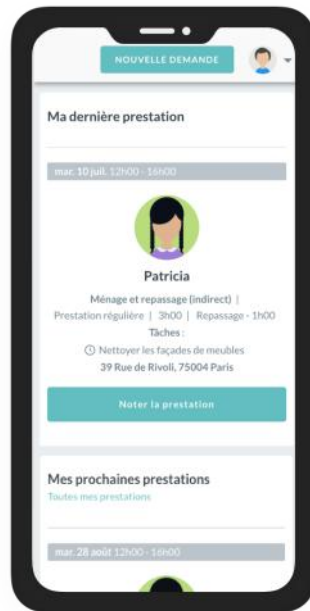 NOUVELLE DEMANDE
Ma dernière prestation
mar. 10 juil. 12h00 - 16h00
Patricia
Ménage et repassage (indirect) |
Prestation régulière | 3h00 | Repassage - 1h00
Tâches :
Nettoyer les façades de meubles
39 Rue de Rivoli, 75004 Paris
Noter la prestation
Mes prochaines prestations
Toutes mes prestations
mar. 28 août 12h00 - 16h00